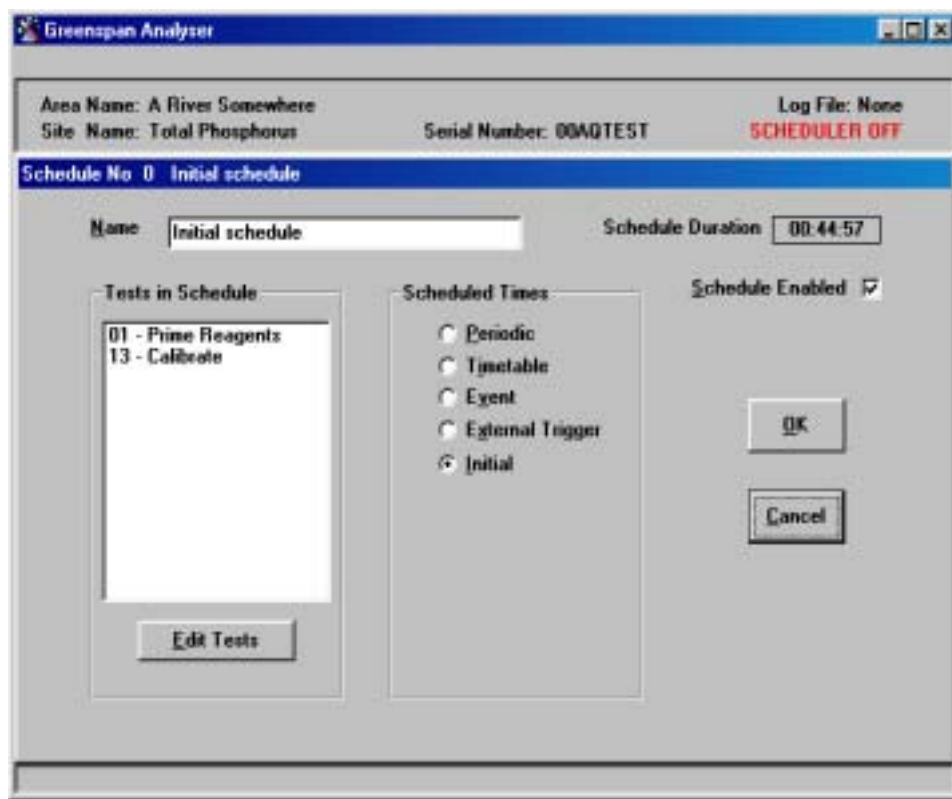 Greenspan Analyser
Area Name: A River Somewhere
Log File: None
Site Name: Total Phosphorus
Serial Number: 00AQTEST
SCHEDULER OFF
Schedule No 0 Initial schedule
Name
Initial schedule
Schedule Duration
00:44:57
Schedule Enabled
Tests in Schedule
01 - Prime Reagents
13 - Calibrate
Edit Tests
Scheduled Times
Periodic
Timetable
Event
External Trigger
Initial
OK
Cancel